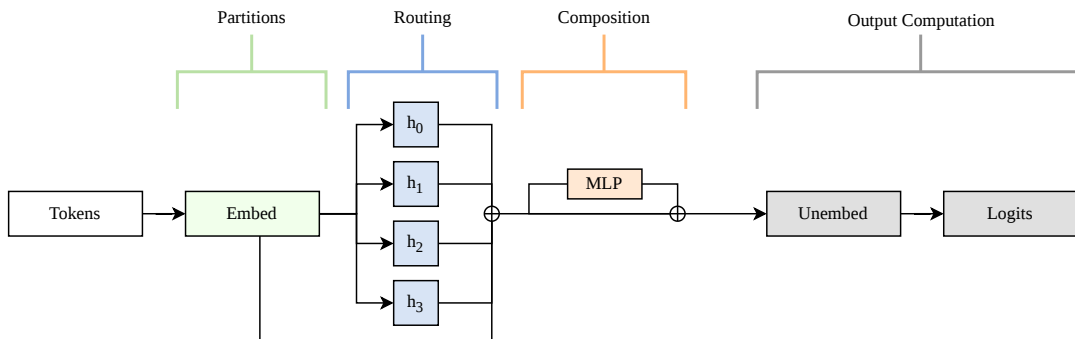 Partitions
Routing
Composition
Output Computation
h0
h1
MLP
Tokens
Embed
Unembed
Logits
h2
h3